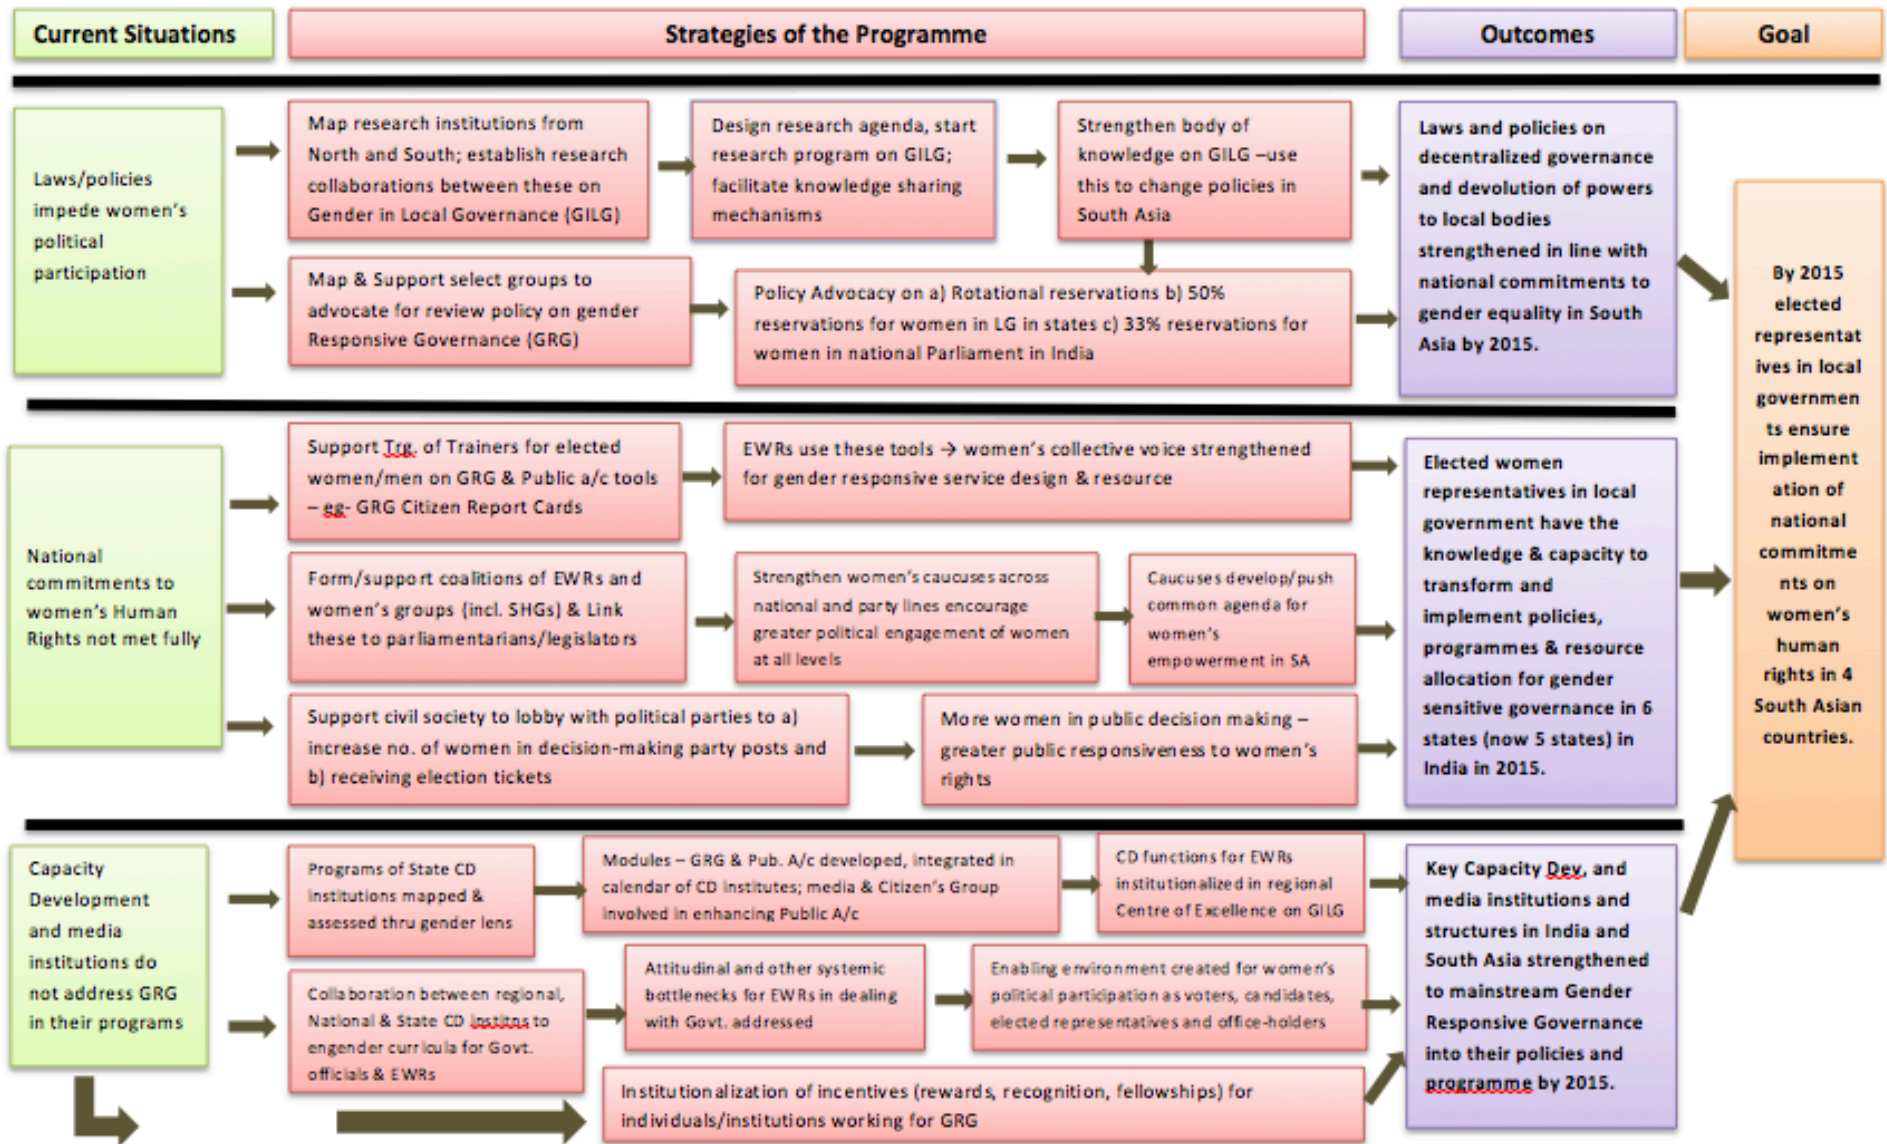 Current Situations
Strategies of the Programme
Outcomes
Goal
Laws/policies
impede women's
political
participation
Map research institutions from
North and South; establish research
collaborations between these on
Gender in Local Governance (GILG)
Design research agenda, start
research program on GILG;
facilitate knowledge sharing
mechanisms
Strengthen body of
knowledge on GILG –use
this to change policies in
South Asia
Map & Support select groups to
advocate for review policy on gender
Responsive Governance (GRG)
Policy Advocacy on a) Rotational reservations b) 50%
reservations for women in LG in states c) 33% reservations for
women in national Parliament in India
Laws and policies on
decentralized governance
and devolution of powers
to local bodies
strengthened in line with
national commitments to
gender equality in South
Asia by 2015.
By 2015
elected
representat
ives in local
governmen
ts ensure
implement
ation of
national
commitme
nts on
women's
human
rights in 4
South Asian
countries.
National
commitments to
women's Human
Rights not met fully
Support Trg. of Trainers for elected
women/men on GRG & Public a/c tools
– eg- GRG Citizen Report Cards
EWRs use these tools → women's collective voice strengthened
for gender responsive service design & resource
Form/support coalitions of EWRs and
women's groups (incl. SHGs) & Link
these to parliamentarians/legislators
Strengthen women's caucuses across
national and party lines encourage
greater political engagement of women
at all levels
Caucuses develop/push
common agenda for
women's
empowerment in SA
Support civil society to lobby with political parties to a)
increase no. of women in decision-making party posts and
b) receiving election tickets
More women in public decision making –
greater public responsiveness to women's
rights
Elected women
representatives in local
government have the
knowledge & capacity to
transform and
implement policies,
programmes & resource
allocation for gender
sensitive governance in 6
states (now 5 states) in
India in 2015.
Capacity
Development
and media
institutions do
not address GRG
in their programs
Programs of State CD
institutions mapped &
assessed thru gender lens
Modules – GRG & Pub. A/c developed, integrated in
calendar of CD institutes; media & Citizen's Group
involved in enhancing Public A/c
CD functions for EWRs
institutionalized in regional
Centre of Excellence on GILG
Collaboration between regional,
National & State CD Institns to
engender curricula for Govt.
officials & EWRs
Attitudinal and other systemic
bottlenecks for EWRs in dealing
with Govt. addressed
Enabling environment created for women's
political participation as voters, candidates,
elected representatives and office-holders
Institutionalization of incentives (rewards, recognition, fellowships) for
individuals/institutions working for GRG
Key Capacity Dev, and
media institutions and
structures in India and
South Asia strengthened
to mainstream Gender
Responsive Governance
into their policies and
programme by 2015.